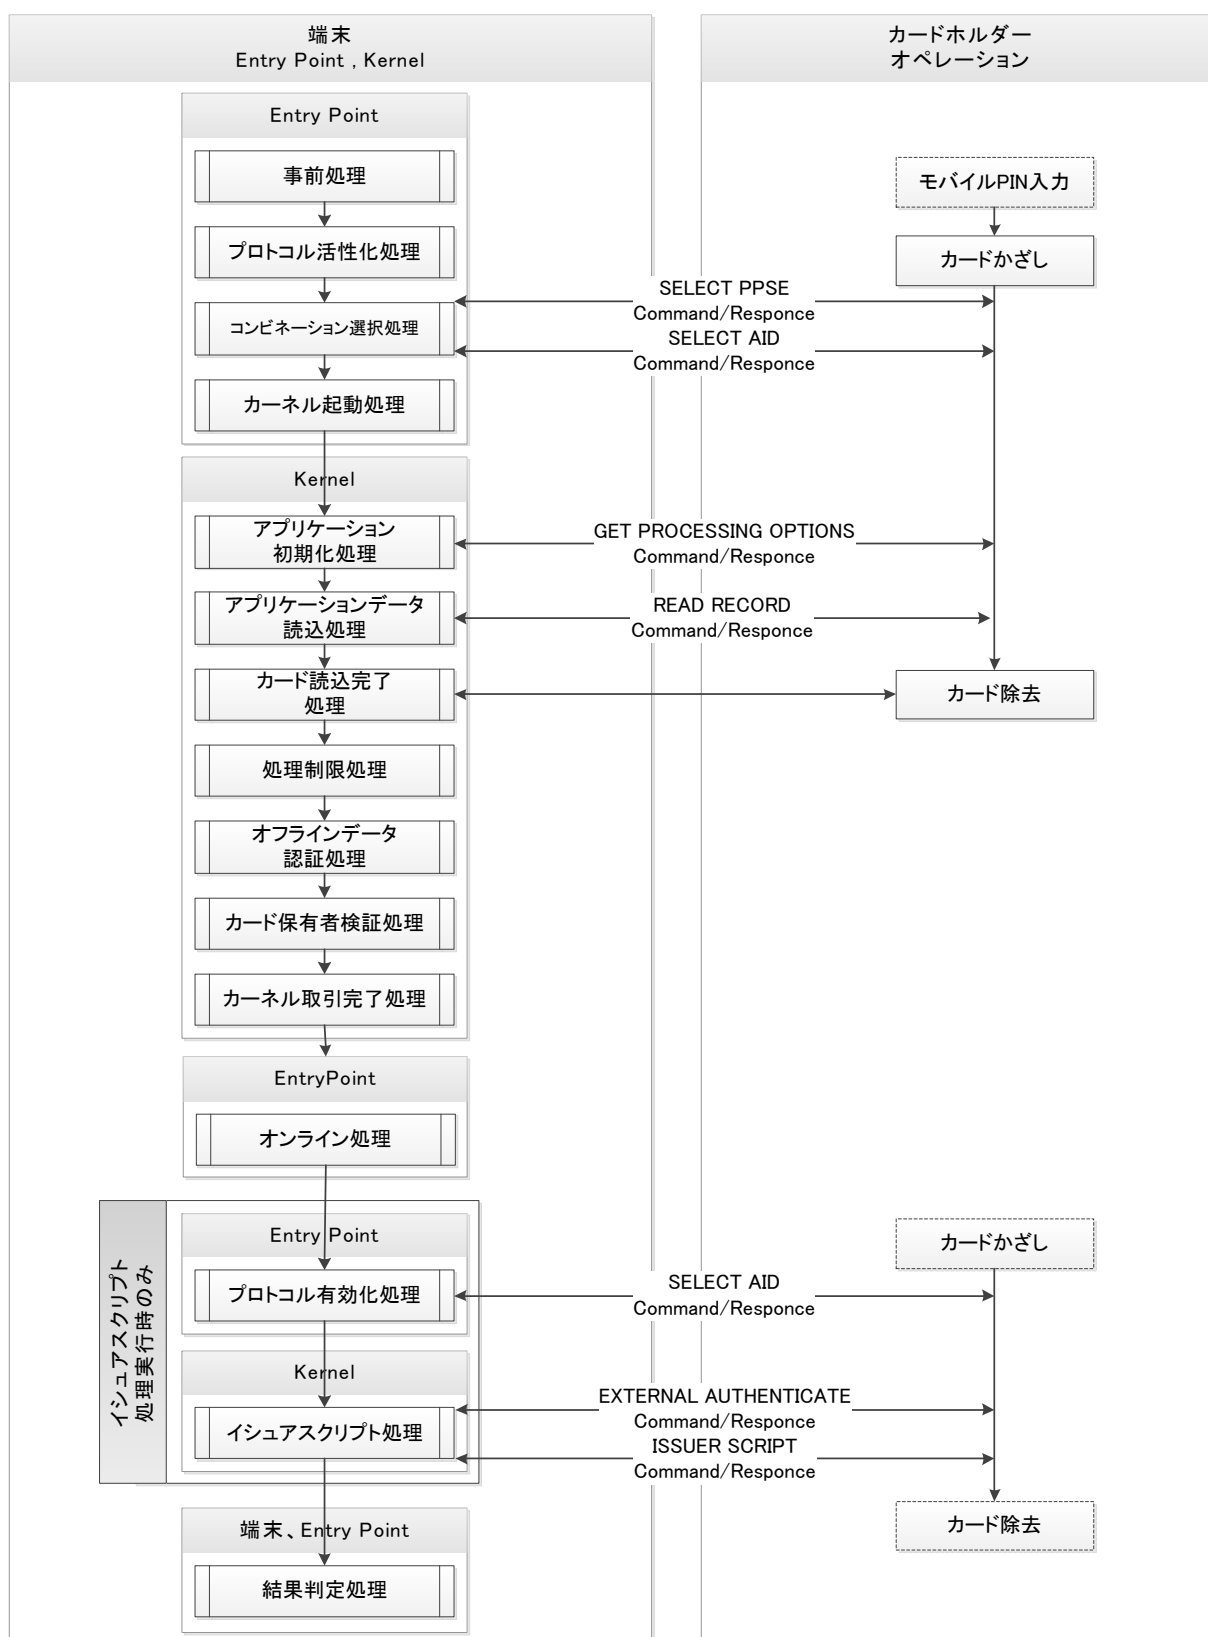 端末
Entry Point , Kernel
カードホルダー
オペレーション
Entry Point
事前処理
モバイルPIN入力
プロトコル活性化処理
カードかざし
SELECT PPSE
Command/Responce
コンビネーション選択処理
SELECT AID
Command/Responce
カーネル起動処理
Kernel
アプリケーション
初期化処理
GET PROCESSING OPTIONS
Command/Responce
アプリケーションデータ
読込処理
READ RECORD
Command/Responce
カード読込完了
処理
カード除去
処理制限処理
オフラインデータ
認証処理
カード保有者検証処理
カーネル取引完了処理
EntryPoint
オンライン処理
イシュアスクリプト
処理実行時のみ
Entry Point
カードかざし
プロトコル有効化処理
SELECT AID
Command/Responce
Kernel
イシュアスクリプト処理
EXTERNAL AUTHENTICATE
Command/Responce
ISSUER SCRIPT
Command/Responce
端末、Entry Point
カード除去
結果判定処理